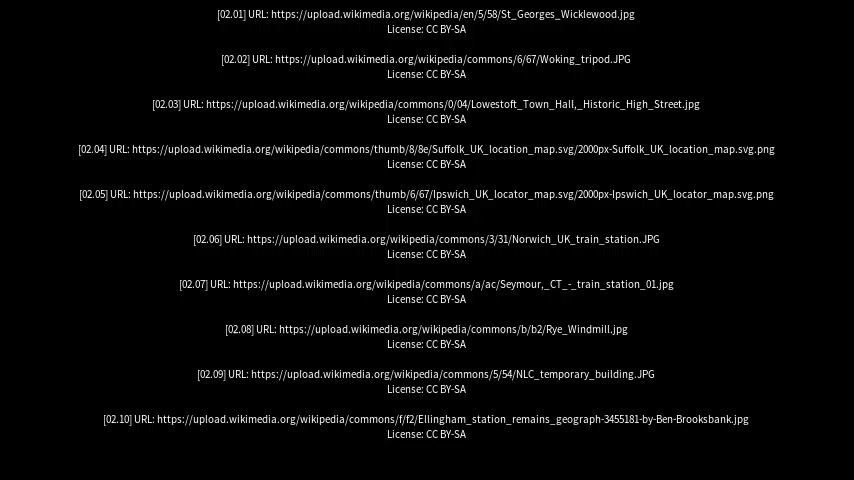 [02.01] URL: https://upload.wikimedia.org/wikipedia/en/5/58/St_Georges_Wicklewood.jpg
License: CC BY-SA
[02.02] URL: https://upload.wikimedia.org/wikipedia/commons/6/67/Woking_tripod.JPG
License: CC BY-SA
[02.03] URL: https://upload.wikimedia.org/wikipedia/commons/0/04/Lowestoft_Town_Hall,_Historic_High_Street.jpg
License: CC BY-SA
[02.04] URL: https://upload.wikimedia.org/wikipedia/commons/thumb/8/8e/Suffolk_UK_location_map.svg/2000px-Suffolk_UK_location_map.svg.png
License: CC BY-SA
[02.05] URL: https://upload.wikimedia.org/wikipedia/commons/thumb/6/67/Ipswich_UK_locator_map.svg/2000px-Ipswich_UK_locator_map.svg.png
License: CC BY-SA
[02.06] URL: https://upload.wikimedia.org/wikipedia/commons/3/31/Norwich_UK_train_station.JPG
License: CC BY-SA
[02.07] URL: https://upload.wikimedia.org/wikipedia/commons/a/ac/Seymour,_CT_-_train_station_01.jpg
License: CC BY-SA
[02.08] URL: https://upload.wikimedia.org/wikipedia/commons/b/b2/Rye_Windmill.jpg
License: CC BY-SA
[02.09] URL: https://upload.wikimedia.org/wikipedia/commons/5/54/NLC_temporary_building.JPG
License: CC BY-SA
[02.10] URL: https://upload.wikimedia.org/wikipedia/commons/f/f2/Ellingham_station_remains_geograph-3455181-by-Ben-Brooksbank.jpg
License: CC BY-SA